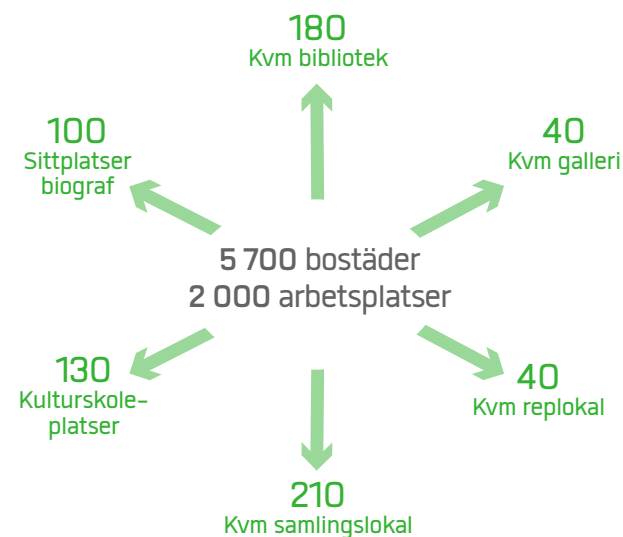 180
Kvm bibliotek
100
Sittplatser
biograf
40
Kvm galleri
5 700 bostäder
2 000 arbetsplatser
130
Kulturskole-
platser
40
Kvm replokal
210
Kvm samlingslokal